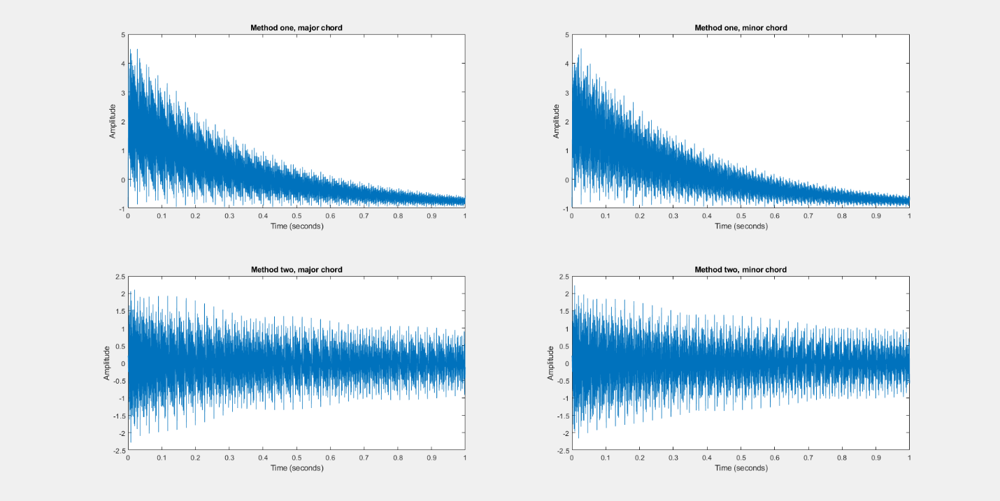 Method one, major chord
5
4
3
2
1
0
-1
Amplitude
0 0.1 0.2 0.3 0.4 0.5 0.6 0.7 0.8 0.9 1
Time (seconds)
Method one, minor chord
5
4
3
2
1
0
-1
Amplitude
0 0.1 0.2 0.3 0.4 0.5 0.6 0.7 0.8 0.9 1
Time (seconds)
Method two, major chord
2.5
2
1.5
1
0.5
0
-0.5
-1
-1.5
-2
-2.5
Amplitude
0 0.1 0.2 0.3 0.4 0.5 0.6 0.7 0.8 0.9 1
Time (seconds)
Method two, minor chord
2.5
2
1.5
1
0.5
0
-0.5
-1
-1.5
-2
-2.5
Amplitude
0 0.1 0.2 0.3 0.4 0.5 0.6 0.7 0.8 0.9 1
Time (seconds)